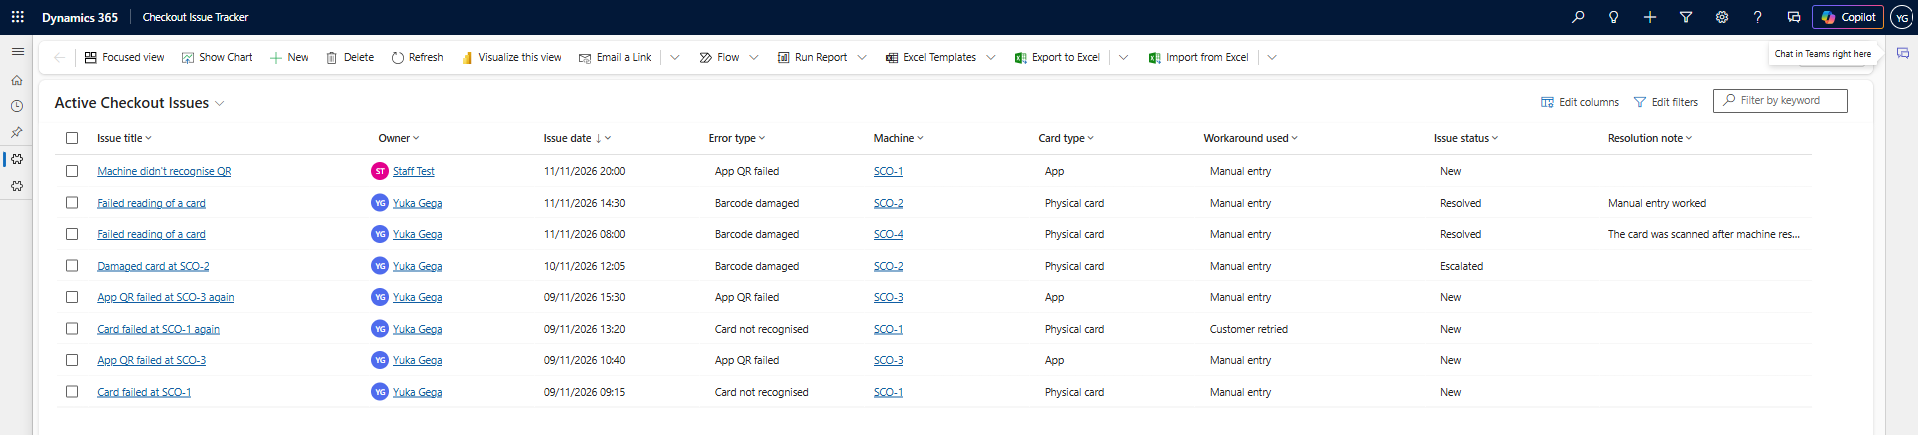 Dynamics 365 Checkout Issue Tracker Copilot YG
Focused view Show Chart New Delete Refresh Visualize this view Email a Link Flow Run Report Excel Templates Export to Excel Import from Excel Chat in Teams right here
Active Checkout Issues Edit columns Edit filters Filter by keyword
Issue title Owner Issue date Error type Machine Card type Workaround used Issue status Resolution note
Machine didn't recognise QR ST Staff Test 11/11/2026 20:00 App QR failed SCO-1 App Manual entry New
Failed reading of a card YG Yuka Gega 11/11/2026 14:30 Barcode damaged SCO-2 Physical card Manual entry Resolved Manual entry worked
Failed reading of a card YG Yuka Gega 11/11/2026 08:00 Barcode damaged SCO-4 Physical card Manual entry Resolved The card was scanned after machine res...
Damaged card at SCO-2 YG Yuka Gega 10/11/2026 12:05 Barcode damaged SCO-2 Physical card Manual entry Escalated
App QR failed at SCO-3 again YG Yuka Gega 09/11/2026 15:30 App QR failed SCO-3 App Manual entry New
Card failed at SCO-1 again YG Yuka Gega 09/11/2026 13:20 Card not recognised SCO-1 Physical card Customer retried New
App QR failed at SCO-3 YG Yuka Gega 09/11/2026 10:40 App QR failed SCO-3 App Manual entry New
Card failed at SCO-1 YG Yuka Gega 09/11/2026 09:15 Card not recognised SCO-1 Physical card Manual entry New